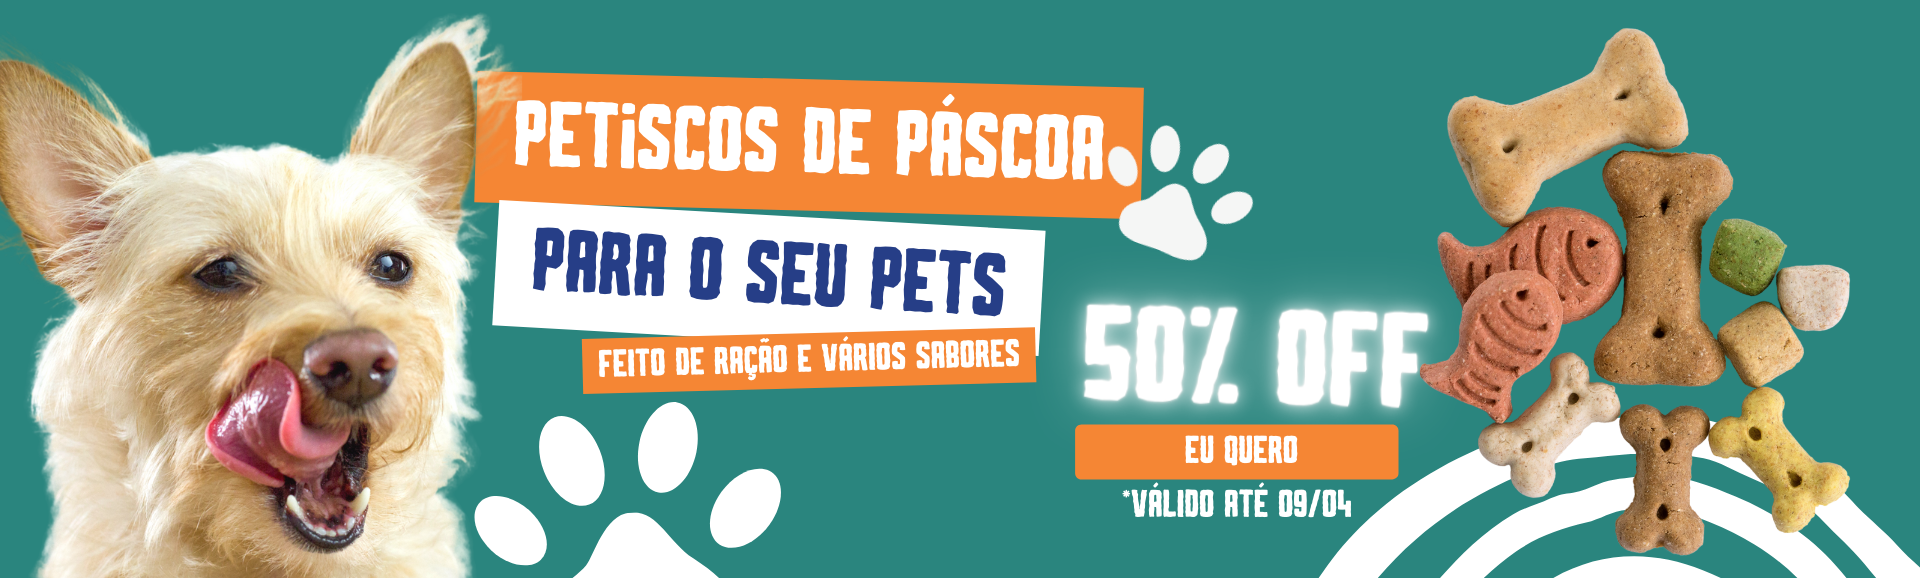 PETiSCOS DE PÁSCOA
PARA O SEU PETS
FEITO DE RAÇÃO E VÁRIOS SABORES
50% OFF
EU QUERO
*VÁLIDO ATÉ 09/04